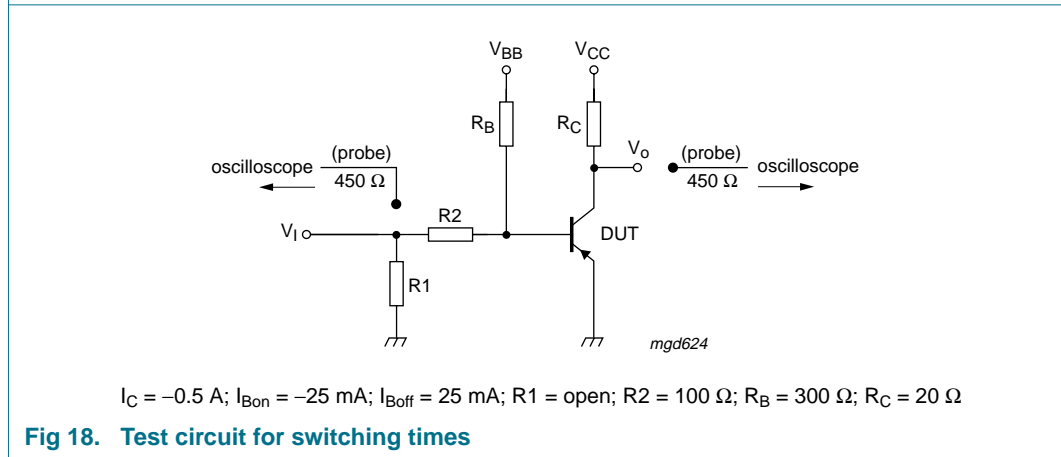 V_BB
V_CC
R_B
R_C
V_o
oscilloscope
(probe)
450 Ω
(probe)
450 Ω
oscilloscope
R2
V_I
DUT
R1
mgd624
I_C = −0.5 A; I_Bon = −25 mA; I_Boff = 25 mA; R1 = open; R2 = 100 Ω; R_B = 300 Ω; R_C = 20 Ω
Fig 18. Test circuit for switching times